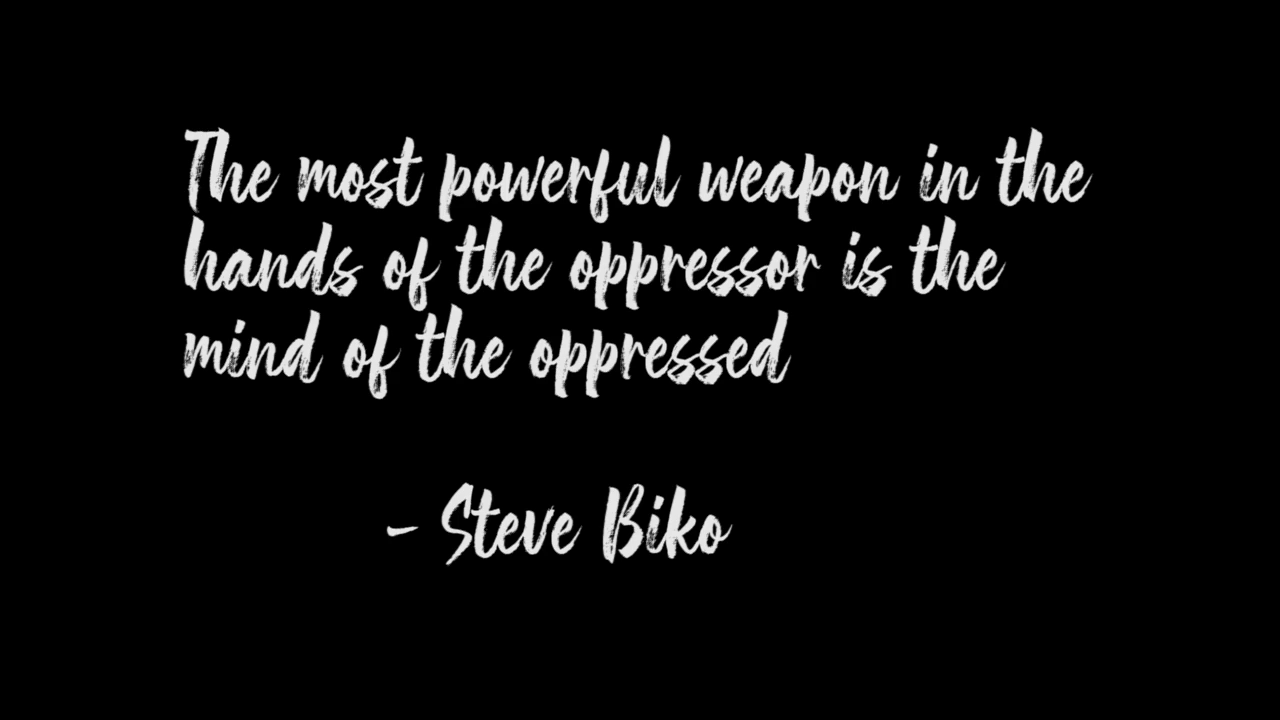 The most powerful weapon in the
hands of the oppressor is the
mind of the oppressed
- Steve Biko